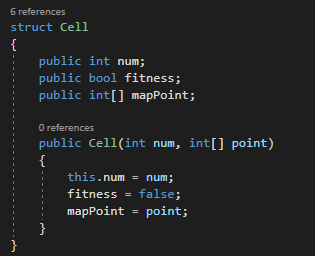 6 references
struct Cell
{
public int num;
public bool fitness;
public int[] mapPoint;
0 references
public Cell(int num, int[] point)
{
this.num = num;
fitness = false;
mapPoint = point;
}
}